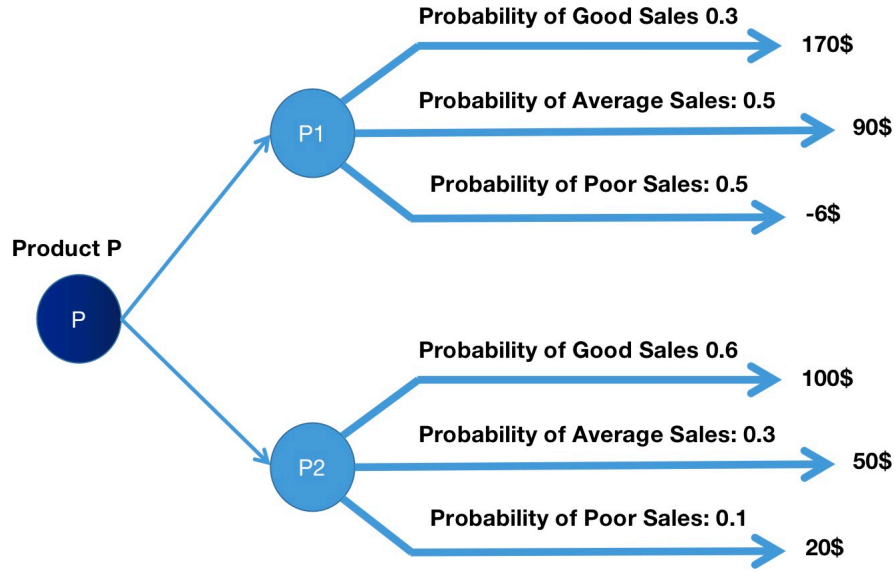 Probability of Good Sales 0.3
170$
Probability of Average Sales: 0.5
90$
P1
Probability of Poor Sales: 0.5
-6$
Product P
P
Probability of Good Sales 0.6
100$
Probability of Average Sales: 0.3
50$
P2
Probability of Poor Sales: 0.1
20$